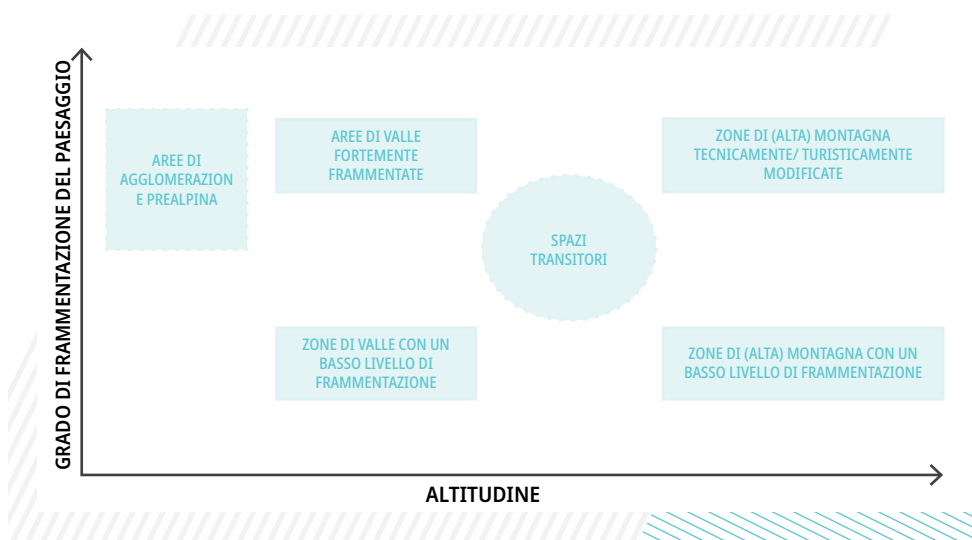 GRADO DI FRAMMENTAZIONE DEL PAESAGGIO
AREE DI
AGGLOMERAZION
E PREALPINA
AREE DI VALLE
FORTEMENTE
FRAMMENTATE
ZONE DI (ALTA) MONTAGNA
TECNICAMENTE/ TURISTICAMENTE
MODIFICATE
SPAZI
TRANSITORI
ZONE DI VALLE CON UN
BASSO LIVELLO DI
FRAMMENTAZIONE
ZONE DI (ALTA) MONTAGNA CON UN
BASSO LIVELLO DI FRAMMENTAZIONE
ALTITUDINE